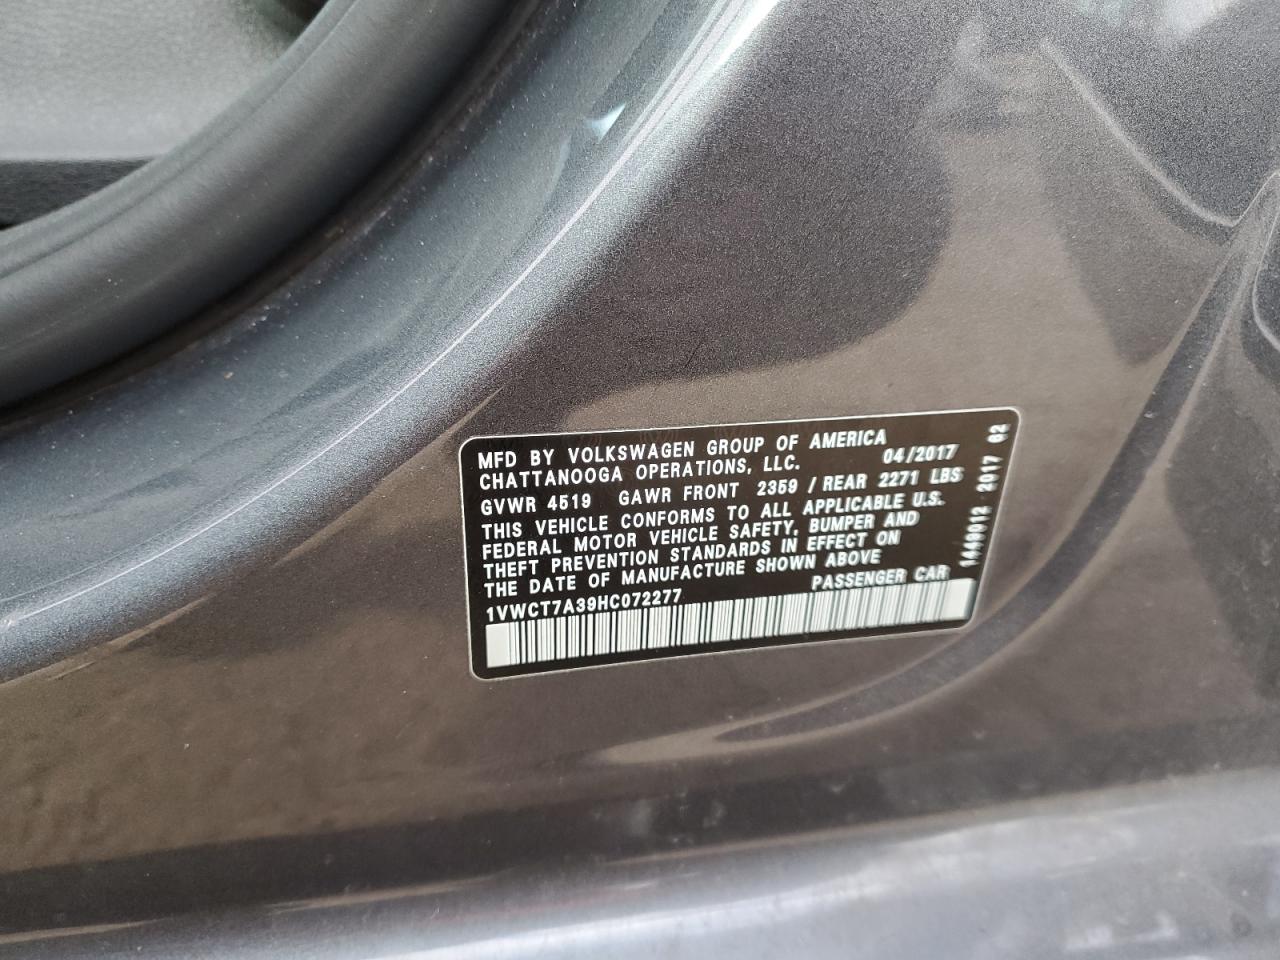 MFD BY VOLKSWAGEN GROUP OF AMERICA
CHATTANOOGA OPERATIONS, LLC. 04/2017
GVWR 4519 GAWR FRONT 2359 / REAR 2271 LBS
THIS VEHICLE CONFORMS TO ALL APPLICABLE U.S.
FEDERAL MOTOR VEHICLE SAFETY, BUMPER AND
THEFT PREVENTION STANDARDS IN EFFECT ON
THE DATE OF MANUFACTURE SHOWN ABOVE
1VWCT7A39HC072277 PASSENGER CAR
2017